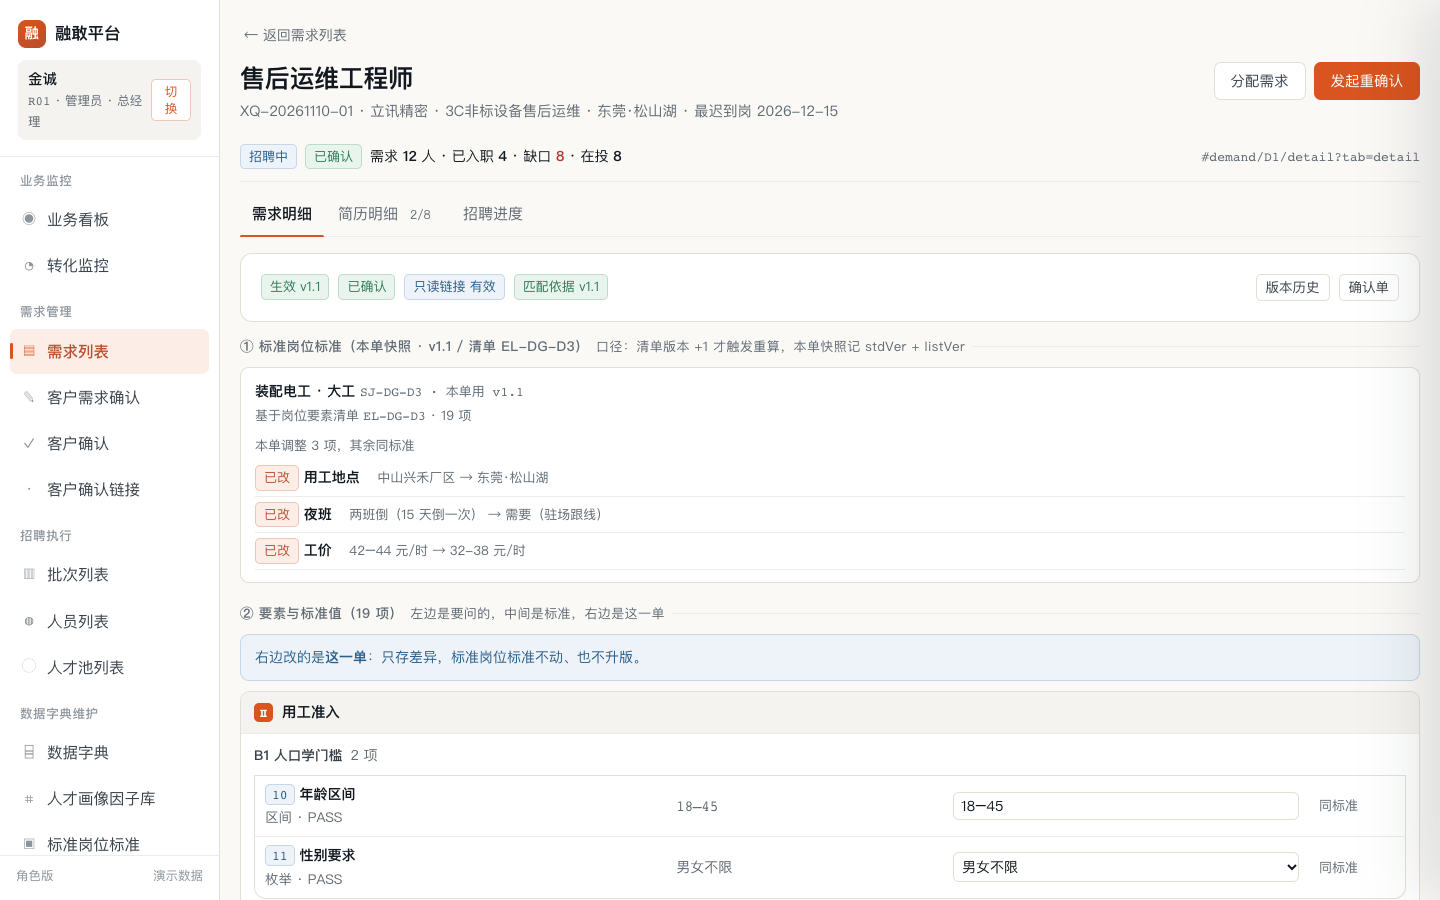 融 融敢平台
金诚
R01 · 管理员 · 总经理
切换
业务监控
业务看板
转化监控
需求管理
需求列表
客户需求确认
客户确认
客户确认链接
招聘执行
批次列表
人员列表
人才池列表
数据字典维护
数据字典
人才画像因子库
标准岗位标准
角色版 演示数据
← 返回需求列表
售后运维工程师
分配需求 发起重确认
XQ-20261110-01 · 立讯精密 · 3C非标设备售后运维 · 东莞·松山湖 · 最迟到岗 2026-12-15
招聘中 已确认 需求 12 人 · 已入职 4 · 缺口 8 · 在投 8
#demand/D1/detail?tab=detail
需求明细 简历明细 2/8 招聘进度
生效 v1.1 已确认 只读链接 有效 匹配依据 v1.1 版本历史 确认单
① 标准岗位标准（本单快照 · v1.1 / 清单 EL-DG-D3） 口径：清单版本 +1 才触发重算，本单快照记 stdVer + listVer
装配电工 · 大工 SJ-DG-D3 · 本单用 v1.1
基于岗位要素清单 EL-DG-D3 · 19 项
本单调整 3 项，其余同标准
已改 用工地点 中山兴禾厂区 → 东莞·松山湖
已改 夜班 两班倒（15 天倒一次） → 需要（驻场跟线）
已改 工价 42—44 元/时 → 32–38 元/时
② 要素与标准值（19 项） 左边是要问的，中间是标准，右边是这一单
右边改的是这一单：只存差异，标准岗位标准不动、也不升版。
II 用工准入
B1 人口学门槛 2 项
10 年龄区间 18—45 18—45 同标准
区间 · PASS
11 性别要求 男女不限 男女不限 同标准
枚举 · PASS